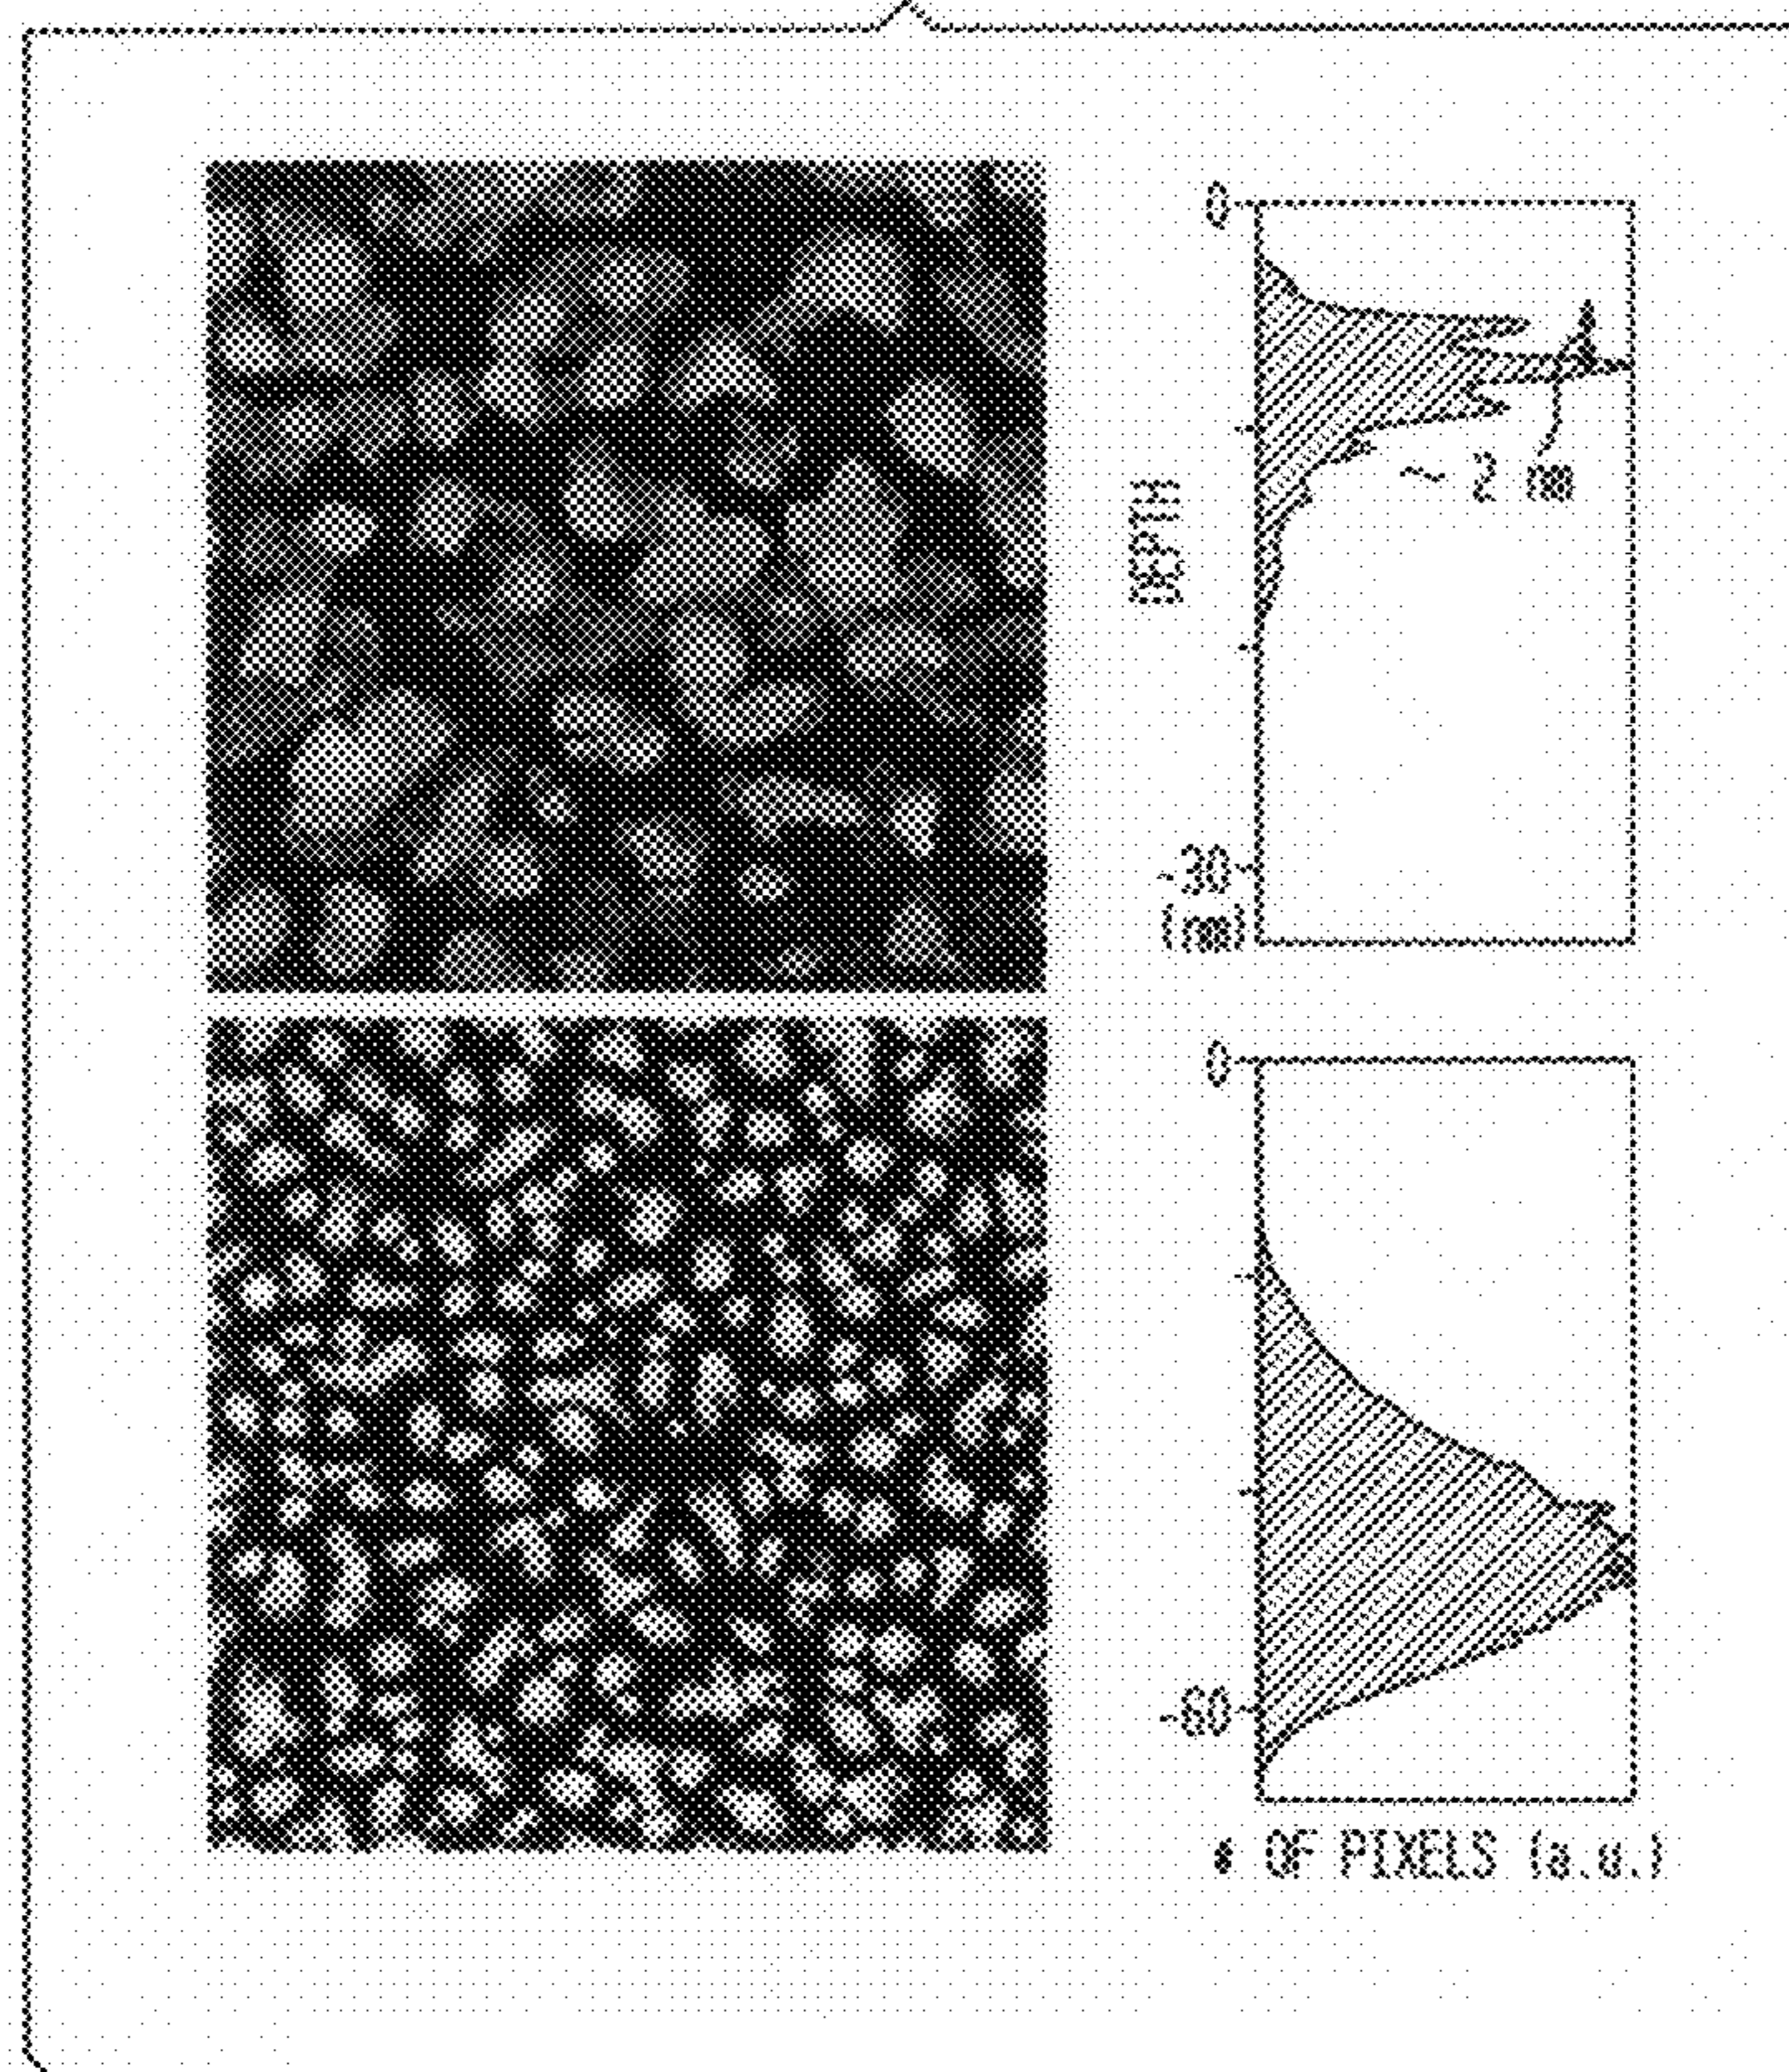 0
DEPTH
~ 2 nm
-30
(nm)
0
-60
# OF PIXELS (a.u.)